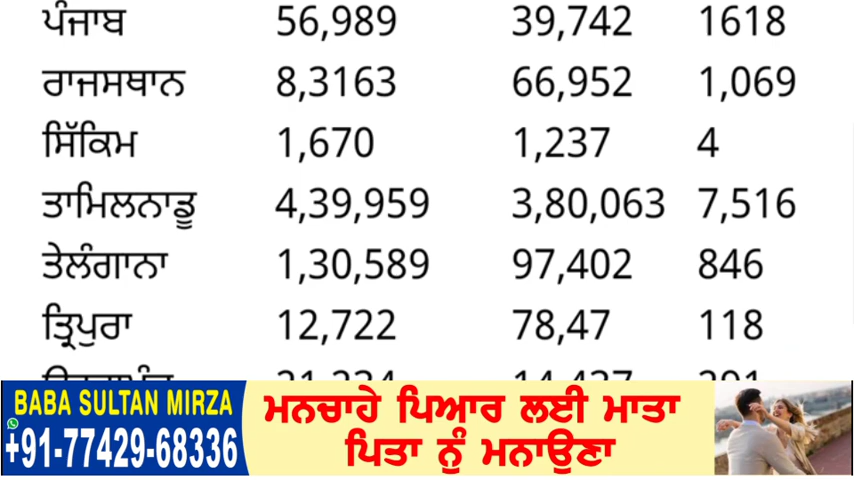 ਪੰਜਾਬ 56,989 39,742 1618
ਰਾਜਸਥਾਨ 8,3163 66,952 1,069
ਸਿੱਕਿਮ 1,670 1,237 4
ਤਾਮਿਲਨਾਡੂ 4,39,959 3,80,063 7,516
ਤੇਲੰਗਾਨਾ 1,30,589 97,402 846
ਤ੍ਰਿਪੁਰਾ 12,722 78,47 118
BABA SULTAN MIRZA
+91-77429-68336
ਮਨਚਾਹੇ ਪਿਆਰ ਲਈ ਮਾਤਾ
ਪਿਤਾ ਨੂੰ ਮਨਾਉਣਾ